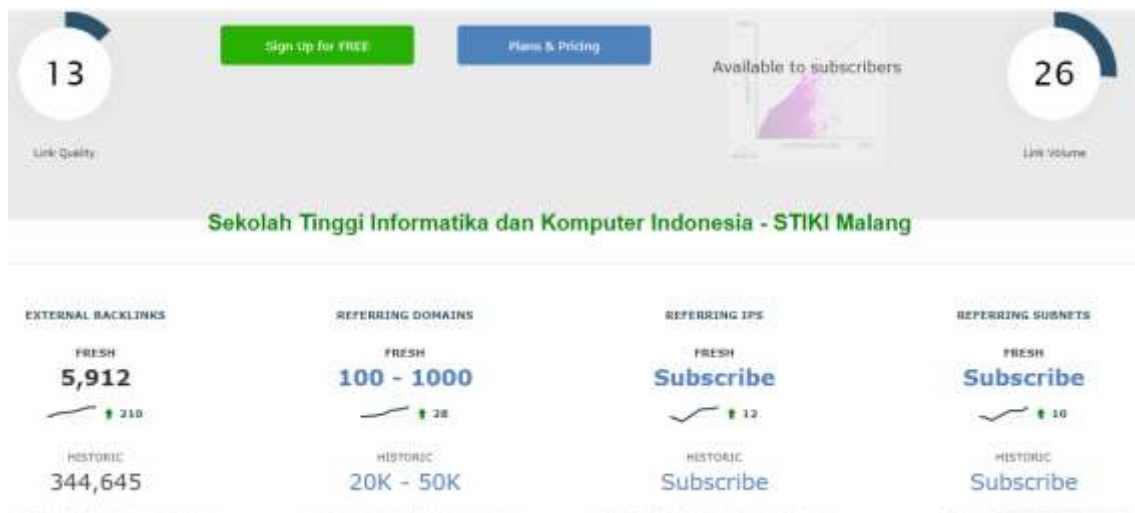 13
Sign Up for FREE
Plans & Pricing
Available to subscribers
26
Link Quality
Link Volume
Sekolah Tinggi Informatika dan Komputer Indonesia - STIKI Malang
EXTERNAL BACKLINKS REFERRING DOMAINS REFERRING IPS REFERRING SUBNETS
FRESH FRESH FRESH FRESH
5,912 100 - 1000 Subscribe Subscribe
210 28 12 10
HISTORIC HISTORIC HISTORIC HISTORIC
344,645 20K - 50K Subscribe Subscribe